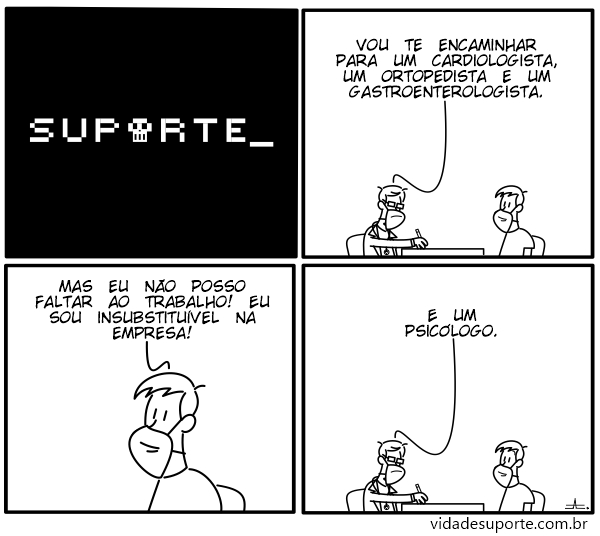 SUPORTE_
VOU TE ENCAMINHAR
PARA UM CARDIOLOGISTA,
UM ORTOPEDISTA E UM
GASTROENTEROLOGISTA.
MAS EU NÃO POSSO
FALTAR AO TRABALHO! EU
SOU INSUBSTITUÍVEL NA
EMPRESA!
E UM
PSICÓLOGO.
vidadesuporte.com.br